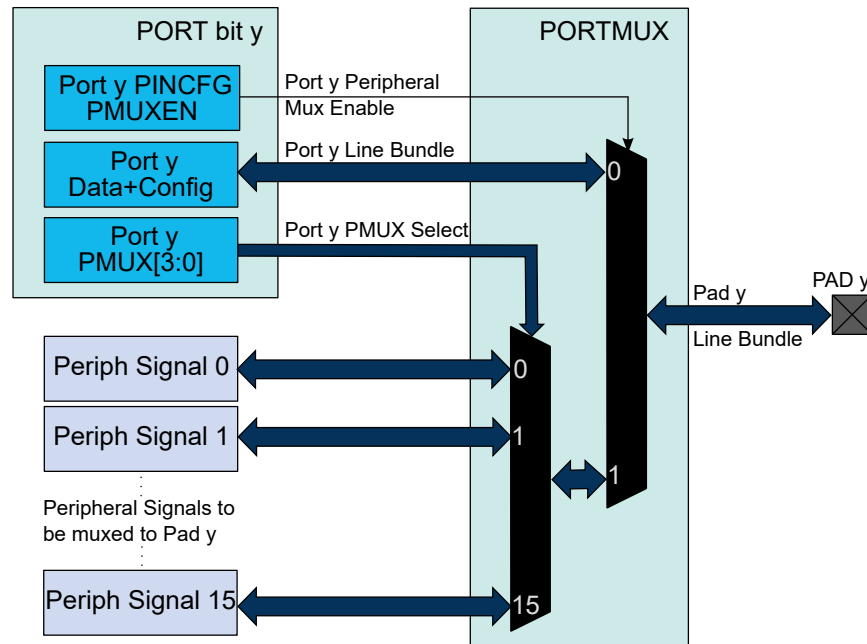 PORT bit y
PORTMUX
Port y PINCFG
PMUXEN
Port y Peripheral
Mux Enable
Port y
Data+Config
Port y Line Bundle
0
Port y
PMUX[3:0]
Port y PMUX Select
Pad y
Line Bundle
PAD y
Periph Signal 0
0
Periph Signal 1
1
1
Peripheral Signals to
be muxed to Pad y
Periph Signal 15
15